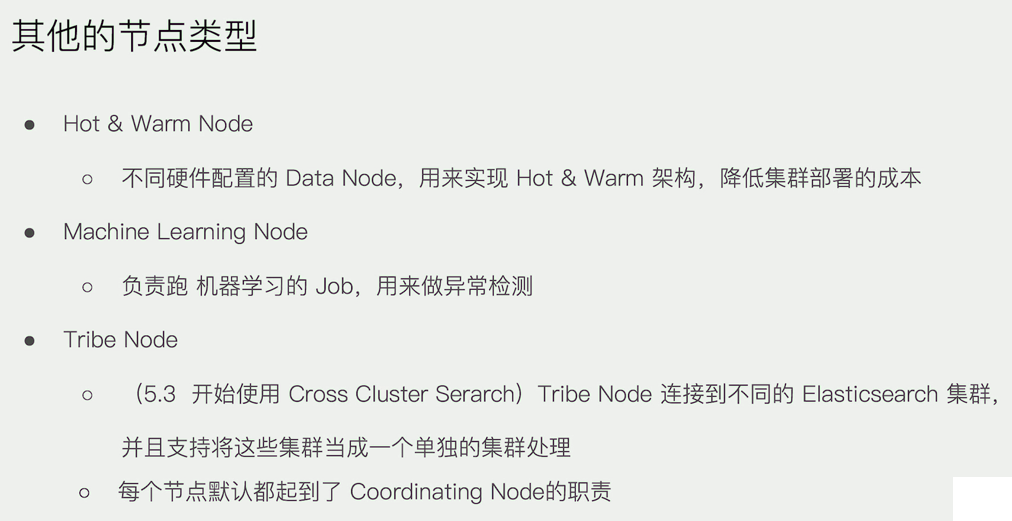 其他的节点类型
Hot & Warm Node
不同硬件配置的 Data Node，用来实现 Hot & Warm 架构，降低集群部署的成本
Machine Learning Node
负责跑 机器学习的 Job，用来做异常检测
Tribe Node
（5.3 开始使用 Cross Cluster Serarch）Tribe Node 连接到不同的 Elasticsearch 集群，
并且支持将这些集群当成一个单独的集群处理
每个节点默认都起到了 Coordinating Node的职责